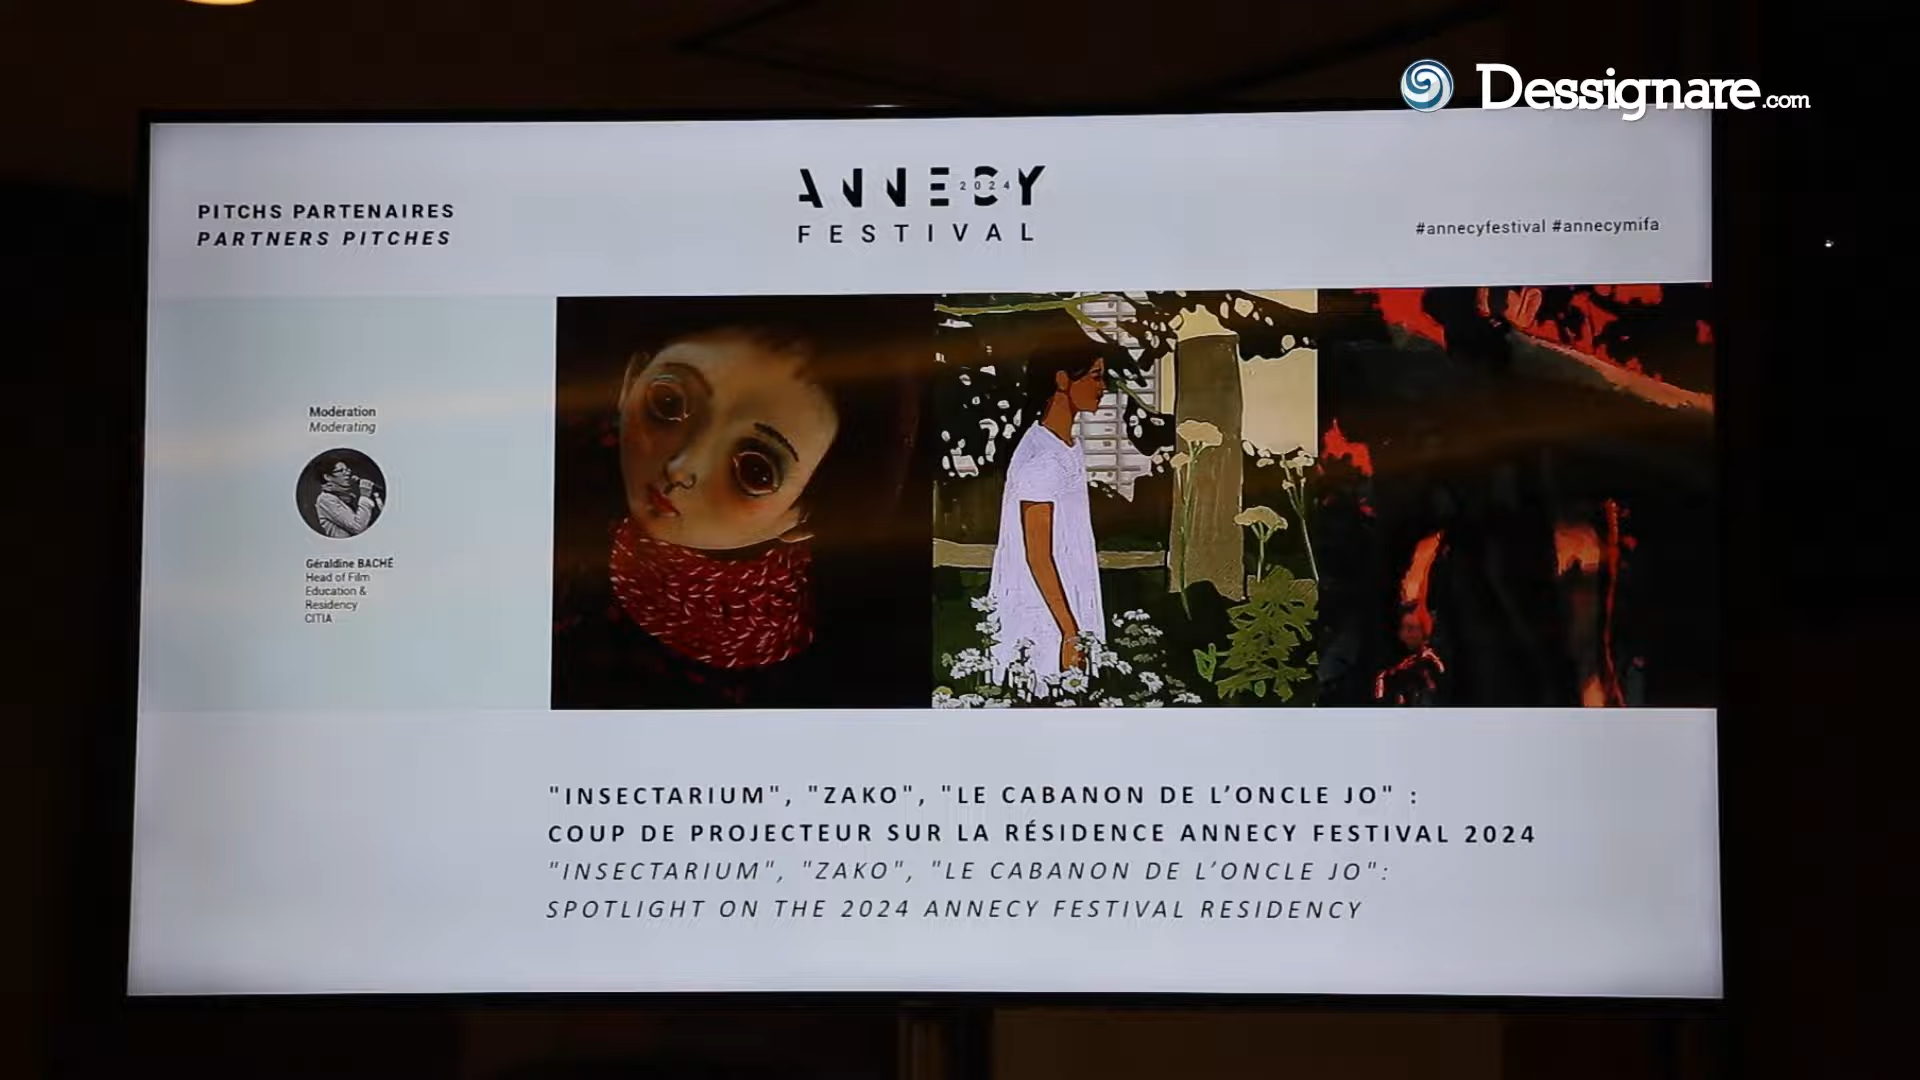 Dessignare.com
PITCHS PARTENAIRES
PARTNERS PITCHES
ANNECY
2024
FESTIVAL
#annecyfestival #annecymifa
Modération
Moderating
Géraldine BACHÉ
Head of Film
Education &
Residency
CITIA
"INSECTARIUM", "ZAKO", "LE CABANON DE L’ONCLE JO" :
COUP DE PROJECTEUR SUR LA RÉSIDENCE ANNECY FESTIVAL 2024
"INSECTARIUM", "ZAKO", "LE CABANON DE L’ONCLE JO":
SPOTLIGHT ON THE 2024 ANNECY FESTIVAL RESIDENCY